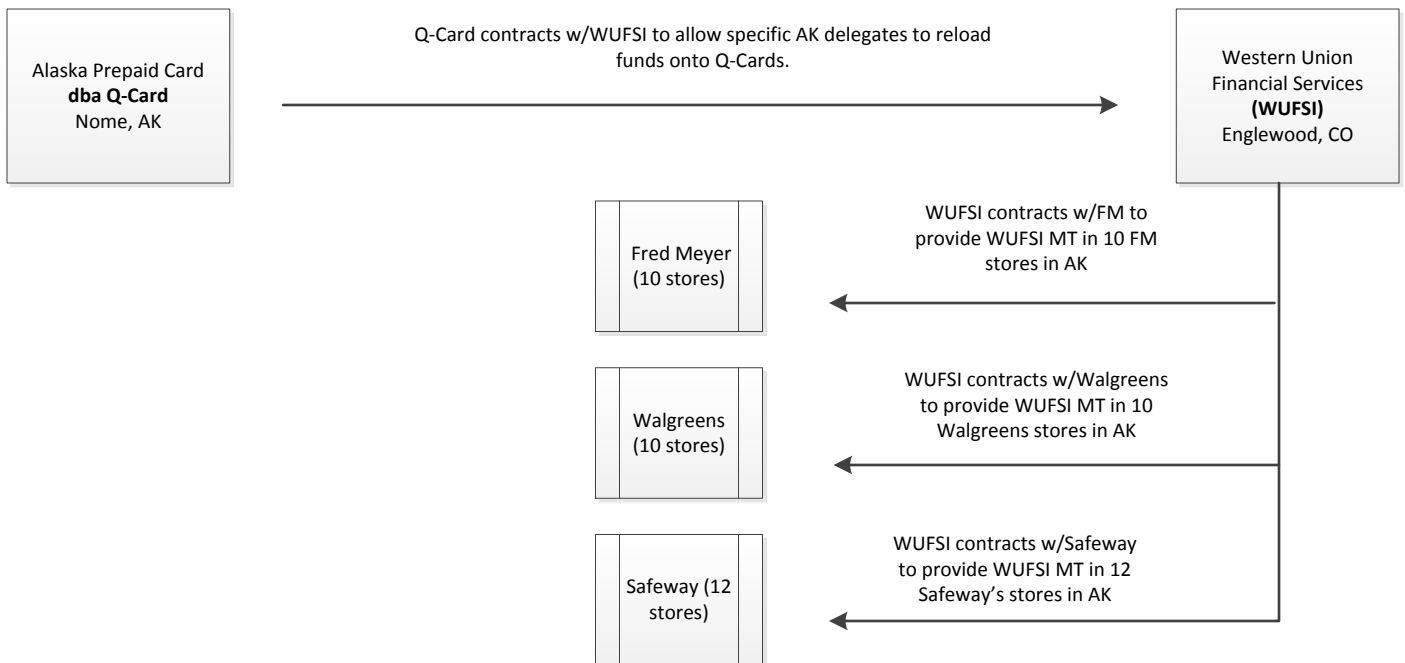 Alaska Prepaid Card
dba Q-Card
Nome, AK
Q-Card contracts w/WUFSI to allow specific AK delegates to reload
funds onto Q-Cards.
Western Union
Financial Services
(WUFSI)
Englewood, CO
Fred Meyer
(10 stores)
WUFSI contracts w/FM to
provide WUFSI MT in 10 FM
stores in AK
Walgreens
(10 stores)
WUFSI contracts w/Walgreens
to provide WUFSI MT in 10
Walgreens stores in AK
Safeway (12
stores)
WUFSI contracts w/Safeway
to provide WUFSI MT in 12
Safeway’s stores in AK